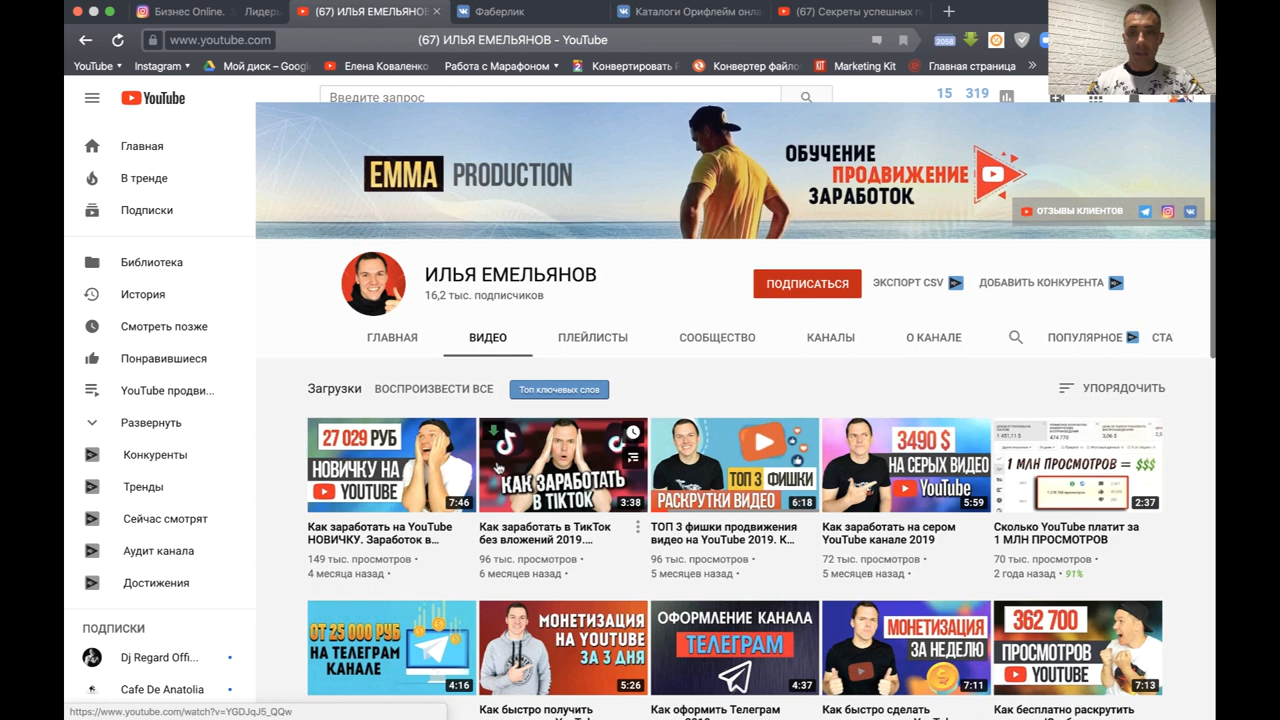 Бизнес Online.
Лидеры
(67) ИЛЬЯ ЕМЕЛЬЯНОВ
Фаберлик
Каталоги Орифлейм онла
(67) Секреты успешных п
www.youtube.com
(67) ИЛЬЯ ЕМЕЛЬЯНОВ - YouTube
2058
YouTube
Instagram
Мой диск – Googl
Елена Коваленко
Работа с Марафоном
Конвертировать F
Конвертер файло
Marketing Kit
Главная страница
YouTube
Введите запрос
15 319
Главная
В тренде
Подписки
Библиотека
История
Смотреть позже
Понравившиеся
YouTube продви...
Развернуть
Конкуренты
Тренды
Сейчас смотрят
Аудит канала
Достижения
ПОДПИСКИ
Dj Regard Offi...
Cafe De Anatolia
EMMA PRODUCTION
ОБУЧЕНИЕ
ПРОДВИЖЕНИЕ
ЗАРАБОТОК
ОТЗЫВЫ КЛИЕНТОВ
ИЛЬЯ ЕМЕЛЬЯНОВ
16,2 тыс. подписчиков
ПОДПИСАТЬСЯ
ЭКСПОРТ CSV
ДОБАВИТЬ КОНКУРЕНТА
ГЛАВНАЯ
ВИДЕО
ПЛЕЙЛИСТЫ
СООБЩЕСТВО
КАНАЛЫ
О КАНАЛЕ
ПОПУЛЯРНОЕ
СТА
Загрузки
ВОСПРОИЗВЕСТИ ВСЕ
Топ ключевых слов
УПОРЯДОЧИТЬ
27 029 РУБ
НОВИЧКУ НА
YOUTUBE
7:46
Как заработать на YouTube
НОВИЧКУ. Заработок в...
149 тыс. просмотров •
4 месяца назад •
КАК ЗАРАБОТАТЬ
В TIKTOK
3:38
Как заработать в ТикТок
без вложений 2019....
96 тыс. просмотров •
6 месяцев назад •
ТОП 3 ФИШКИ
РАСКРУТКИ ВИДЕО
6:18
ТОП 3 фишки продвижения
видео на YouTube 2019. К...
96 тыс. просмотров •
5 месяцев назад •
3490 $
НА СЕРЫХ ВИДЕО
YouTube
5:59
Как заработать на сером
YouTube канале 2019
72 тыс. просмотров •
5 месяцев назад •
1 МЛН ПРОСМОТРОВ = $$$
2:37
Сколько YouTube платит за
1 МЛН ПРОСМОТРОВ
70 тыс. просмотров •
2 года назад • 91%
ОТ 25 000 РУБ
НА ТЕЛЕГРАМ
КАНАЛЕ
4:16
МОНЕТИЗАЦИЯ
НА YOUTUBE
ЗА 3 ДНЯ
5:26
Как быстро получить
ОФОРМЛЕНИЕ КАНАЛА
ТЕЛЕГРАМ
4:37
Как оформить Телеграм
МОНЕТИЗАЦИЯ
ЗА НЕДЕЛЮ
7:11
Как быстро сделать
362 700
ПРОСМОТРОВ
YOUTUBE
7:13
Как бесплатно раскрутить
https://www.youtube.com/watch?v=YGDJqJ5_QQw